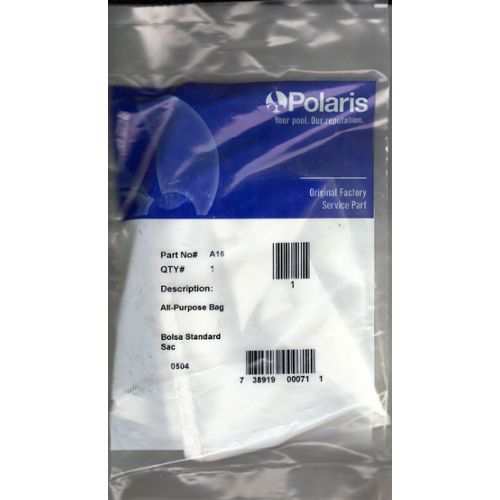 Polaris
Your pool. Our reputation.
Original Factory
Service Part
Part No# A16
QTY# 1
Description:
1
All-Purpose Bag
Bolsa Standard
Sac
0504
7 38919 00071 1